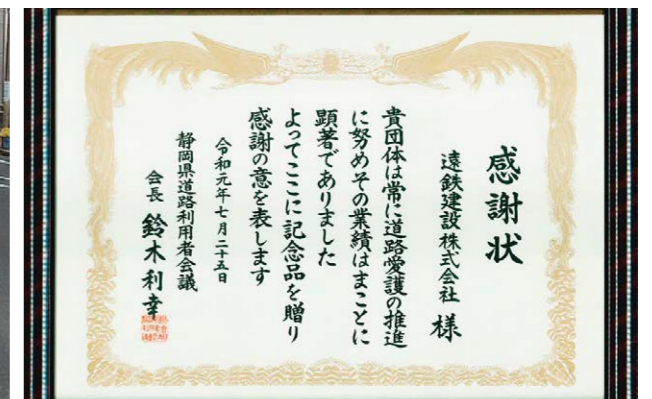 感謝状
遠鉄建設株式会社 様
貴団体は常に道路愛護の推進
に努めその業績はまことに
顕著でありました
よってここに記念品を贈り
感謝の意を表します
令和元年七月二十五日
静岡県道路利用者会議
会長 鈴木利幸